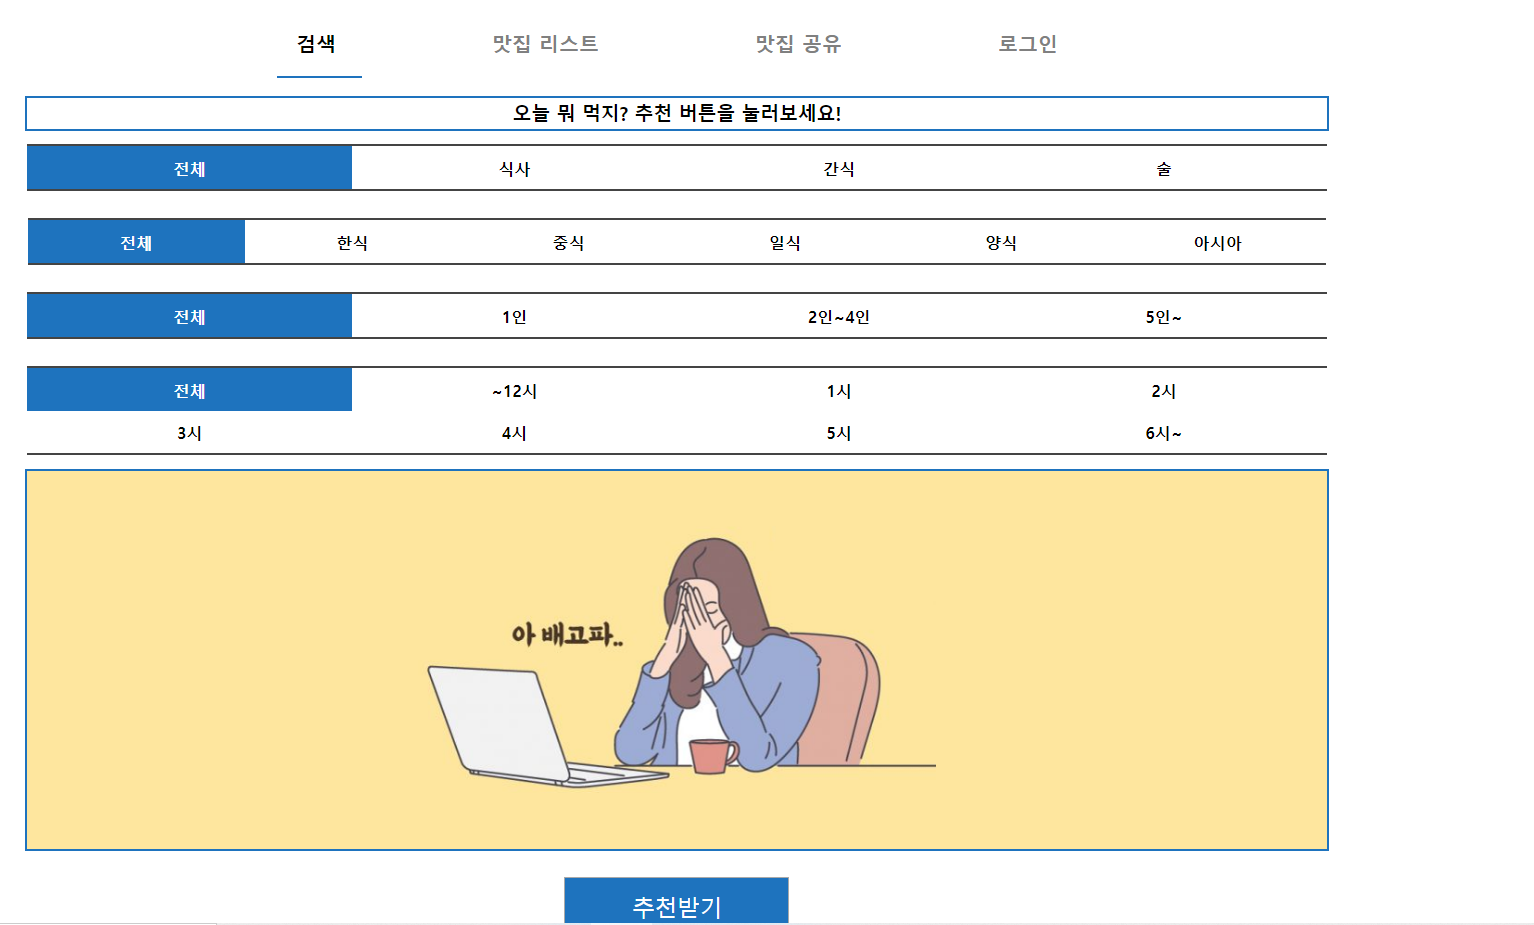 검색 맛집 리스트 맛집 공유 로그인
오늘 뭐 먹지? 추천 버튼을 눌러보세요!
전체 식사 간식 술
전체 한식 중식 일식 양식 아시아
전체 1인 2인~4인 5인~
전체 ~12시 1시 2시
3시 4시 5시 6시~
아 배고파..
추천받기